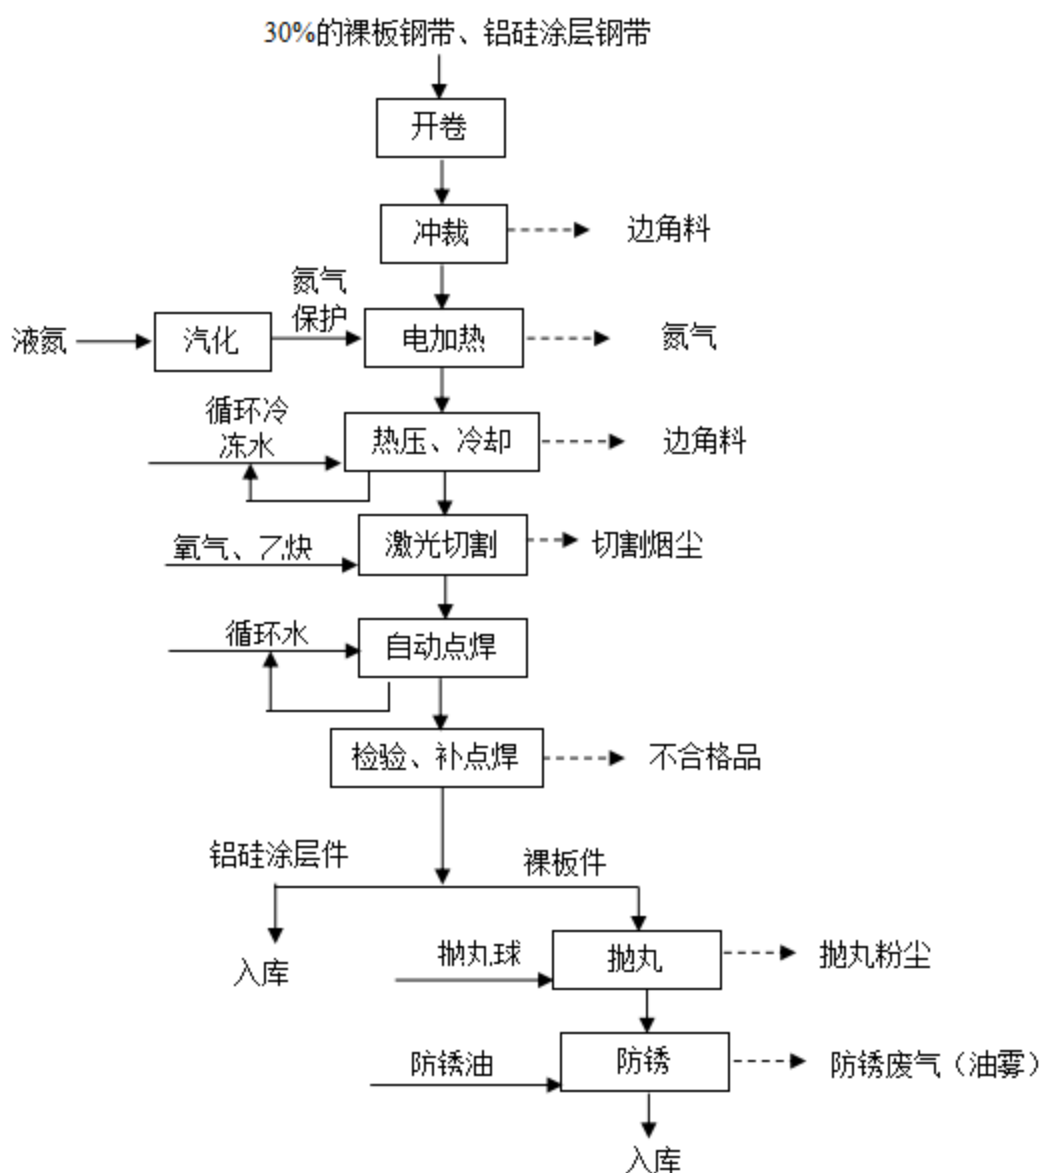 30%的裸板钢带、铝硅涂层钢带
开卷
冲裁
边角料
氮气
保护
液氮
汽化
电加热
氮气
循环冷
冻水
热压、冷却
边角料
氧气、乙炔
激光切割
切割烟尘
循环水
自动点焊
检验、补点焊
不合格品
铝硅涂层件
裸板件
入库
抛丸球
抛丸
抛丸粉尘
防锈油
防锈
防锈废气（油雾）
入库